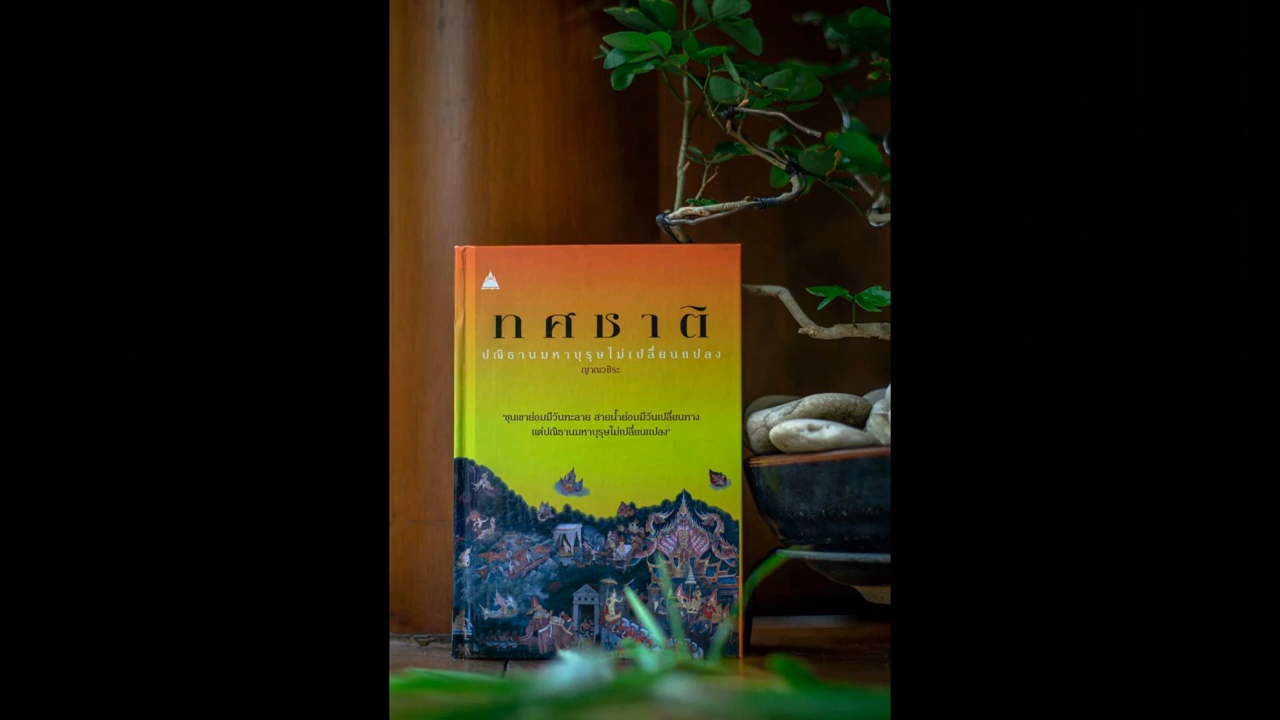 ทศชาติ
ปณิธานมหาบุรุษไม่เปลี่ยนแปลง
ญาณวชิระ
"ขุนเขาย่อมมีวันทะลาย สายน้ำย่อมมีวันเปลี่ยนทาง
แต่ปณิธานมหาบุรุษไม่เปลี่ยนแปลง"